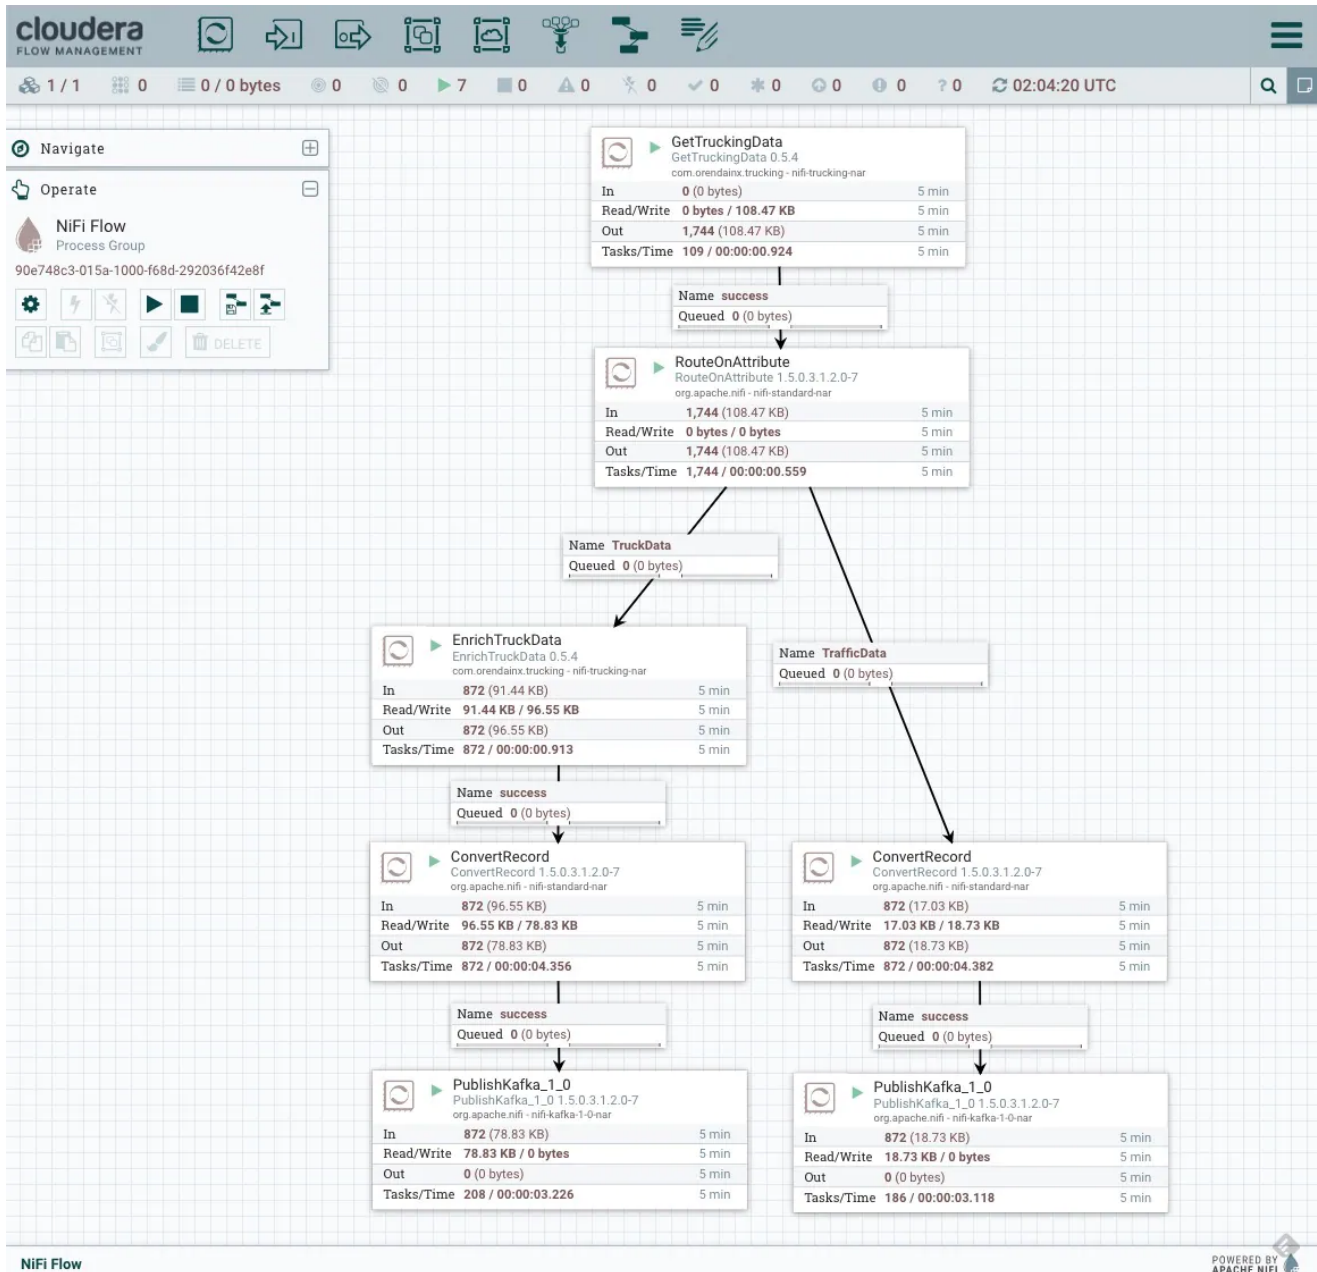 cloudera
FLOW MANAGEMENT
1 / 1 0 0 / 0 bytes 0 0 7 0 0 0 0 0 0 0 ? 0 02:04:20 UTC
Navigate
Operate
NiFi Flow
Process Group
90e748c3-015a-1000-f68d-292036f42e8f
DELETE
GetTruckingData
GetTruckingData 0.5.4
com.orendainx.trucking - nifi-trucking-nar
In 0 (0 bytes) 5 min
Read/Write 0 bytes / 108.47 KB 5 min
Out 1,744 (108.47 KB) 5 min
Tasks/Time 109 / 00:00:00.924 5 min
Name success
Queued 0 (0 bytes)
RouteOnAttribute
RouteOnAttribute 1.5.0.3.1.2.0-7
org.apache.nifi - nifi-standard-nar
In 1,744 (108.47 KB) 5 min
Read/Write 0 bytes / 0 bytes 5 min
Out 1,744 (108.47 KB) 5 min
Tasks/Time 1,744 / 00:00:00.559 5 min
Name TruckData
Queued 0 (0 bytes)
Name TrafficData
Queued 0 (0 bytes)
EnrichTruckData
EnrichTruckData 0.5.4
com.orendainx.trucking - nifi-trucking-nar
In 872 (91.44 KB) 5 min
Read/Write 91.44 KB / 96.55 KB 5 min
Out 872 (96.55 KB) 5 min
Tasks/Time 872 / 00:00:00.913 5 min
Name success
Queued 0 (0 bytes)
ConvertRecord
ConvertRecord 1.5.0.3.1.2.0-7
org.apache.nifi - nifi-standard-nar
In 872 (96.55 KB) 5 min
Read/Write 96.55 KB / 78.83 KB 5 min
Out 872 (78.83 KB) 5 min
Tasks/Time 872 / 00:00:04.356 5 min
ConvertRecord
ConvertRecord 1.5.0.3.1.2.0-7
org.apache.nifi - nifi-standard-nar
In 872 (17.03 KB) 5 min
Read/Write 17.03 KB / 18.73 KB 5 min
Out 872 (18.73 KB) 5 min
Tasks/Time 872 / 00:00:04.382 5 min
Name success
Queued 0 (0 bytes)
Name success
Queued 0 (0 bytes)
PublishKafka_1_0
PublishKafka_1_0 1.5.0.3.1.2.0-7
org.apache.nifi - nifi-kafka-1-0-nar
In 872 (78.83 KB) 5 min
Read/Write 78.83 KB / 0 bytes 5 min
Out 0 (0 bytes) 5 min
Tasks/Time 208 / 00:00:03.226 5 min
PublishKafka_1_0
PublishKafka_1_0 1.5.0.3.1.2.0-7
org.apache.nifi - nifi-kafka-1-0-nar
In 872 (18.73 KB) 5 min
Read/Write 18.73 KB / 0 bytes 5 min
Out 0 (0 bytes) 5 min
Tasks/Time 186 / 00:00:03.118 5 min
NiFi Flow
POWERED BY
APACHE NIFI